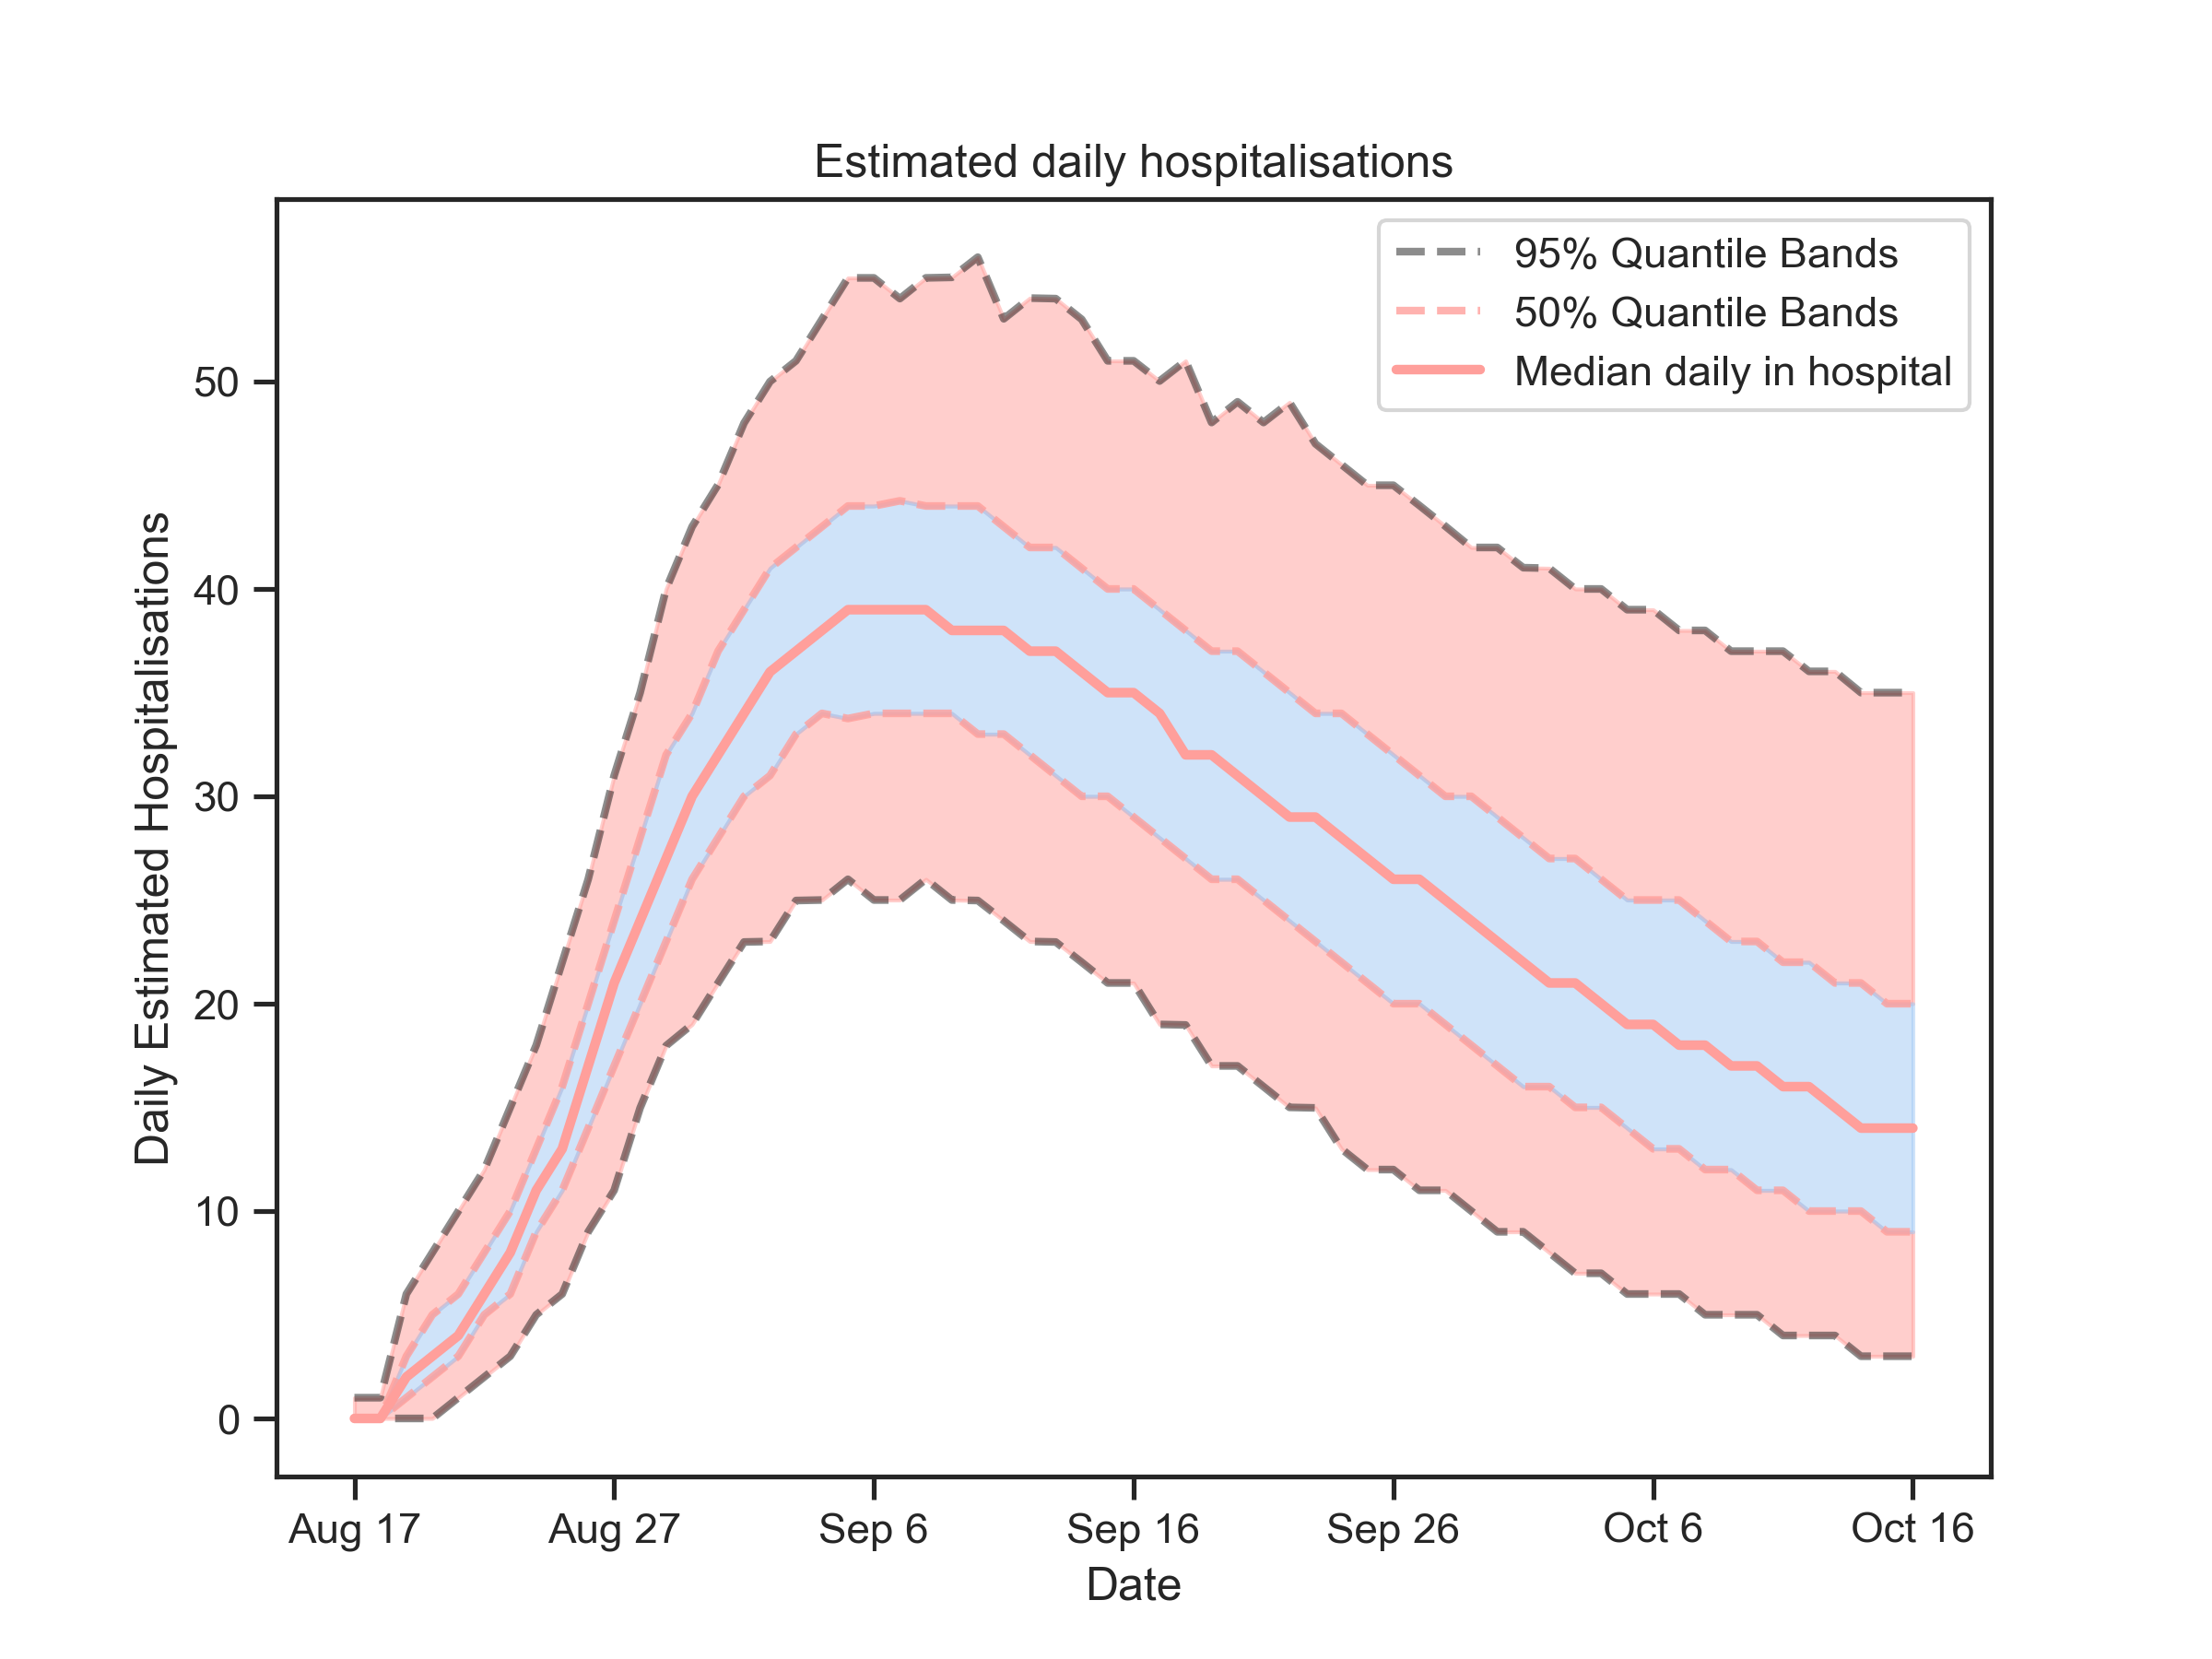 Estimated daily hospitalisations
95% Quantile Bands
50% Quantile Bands
Median daily in hospital
Daily Estimated Hospitalisations
50
40
30
20
10
0
Aug 17 Aug 27 Sep 6 Sep 16 Sep 26 Oct 6 Oct 16
Date